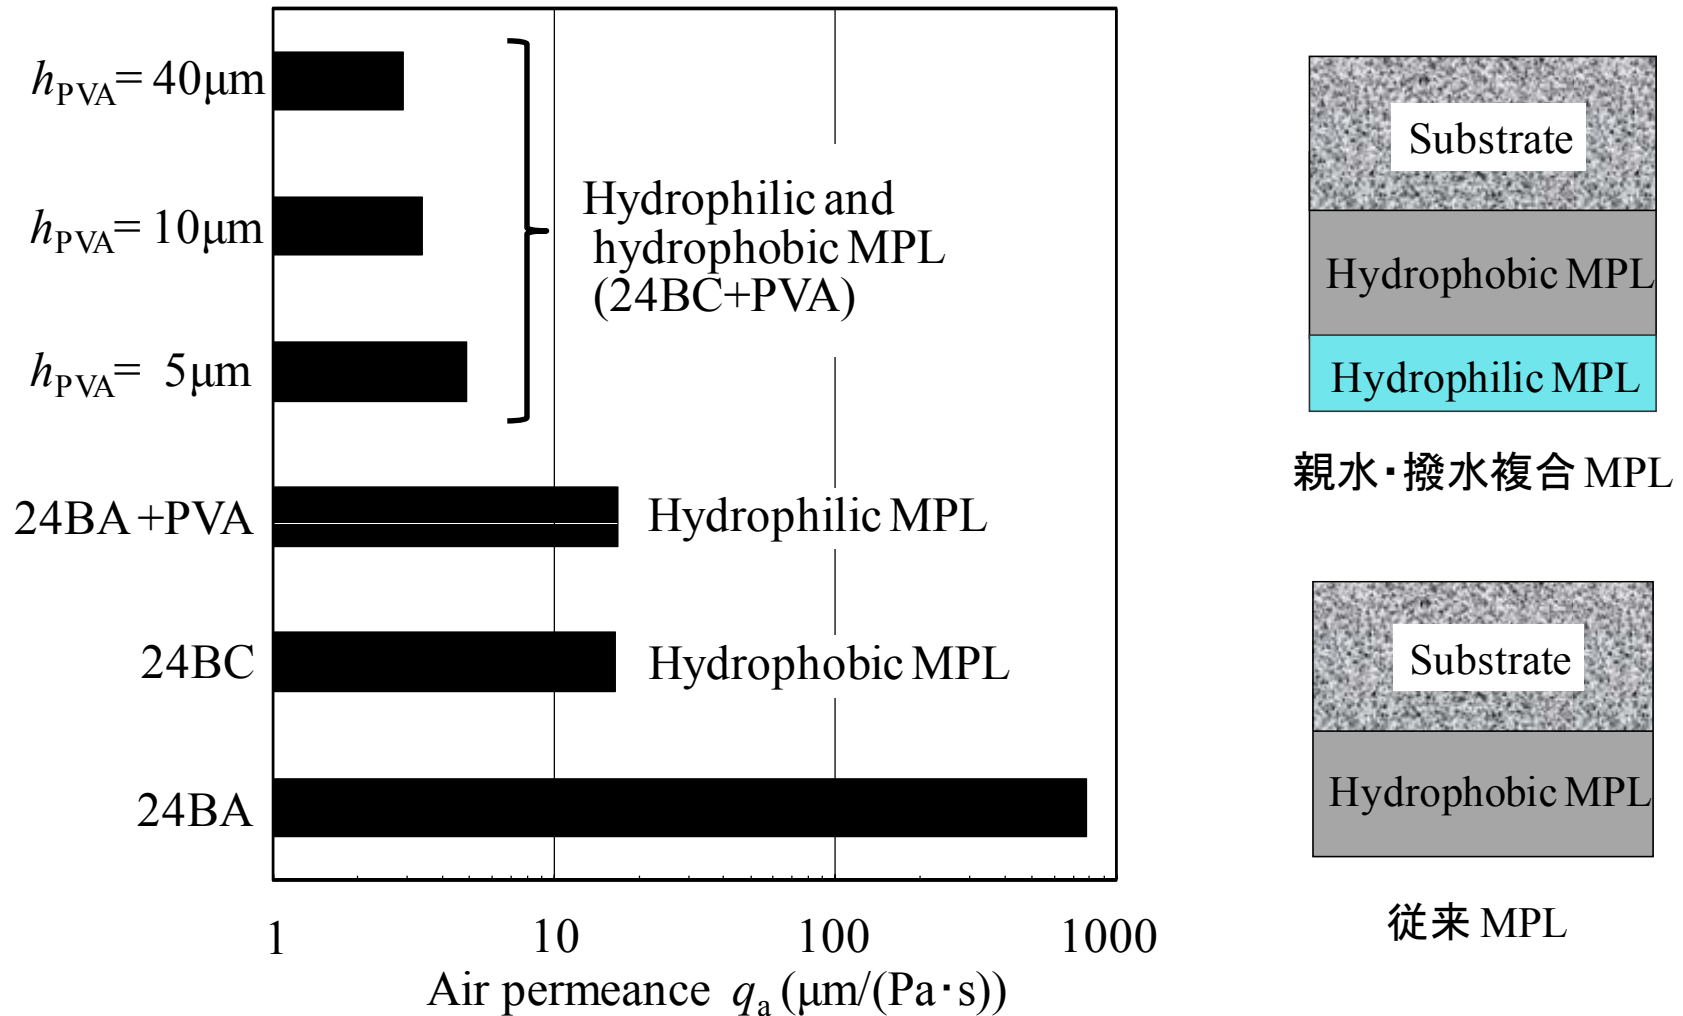 hPVA= 40μm
hPVA= 10μm
hPVA= 5μm
24BA +PVA
24BC
24BA
Hydrophilic and
hydrophobic MPL
(24BC+PVA)
Hydrophilic MPL
Hydrophobic MPL
1 10 100 1000
Air permeance qa (μm/(Pa·s))
Substrate
Hydrophobic MPL
Hydrophilic MPL
親水・撥水複合 MPL
Substrate
Hydrophobic MPL
従来 MPL